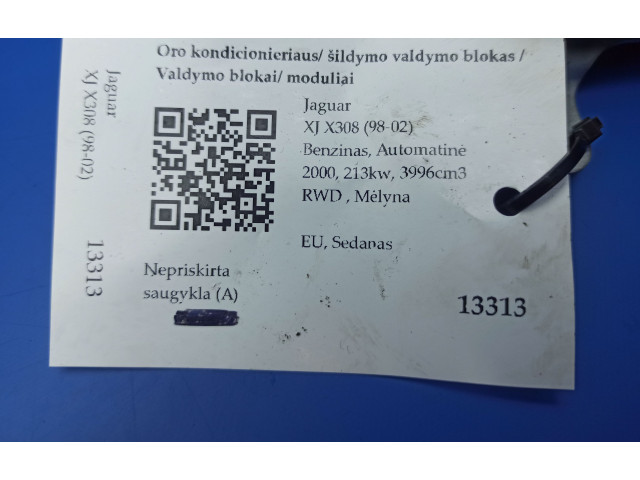 Oro kondicionieriaus/ šildymo valdymo blokas /
Valdymo blokai/ moduliai
Jaguar
XJ X308 (98-02)
Benzinas, Automatinė
2000, 213kw, 3996cm3
RWD , Mėlyna
EU, Sedanas
Nepriskirta
saugykla (A)
13313
Jaguar
XJ X308 (98-02)
13313